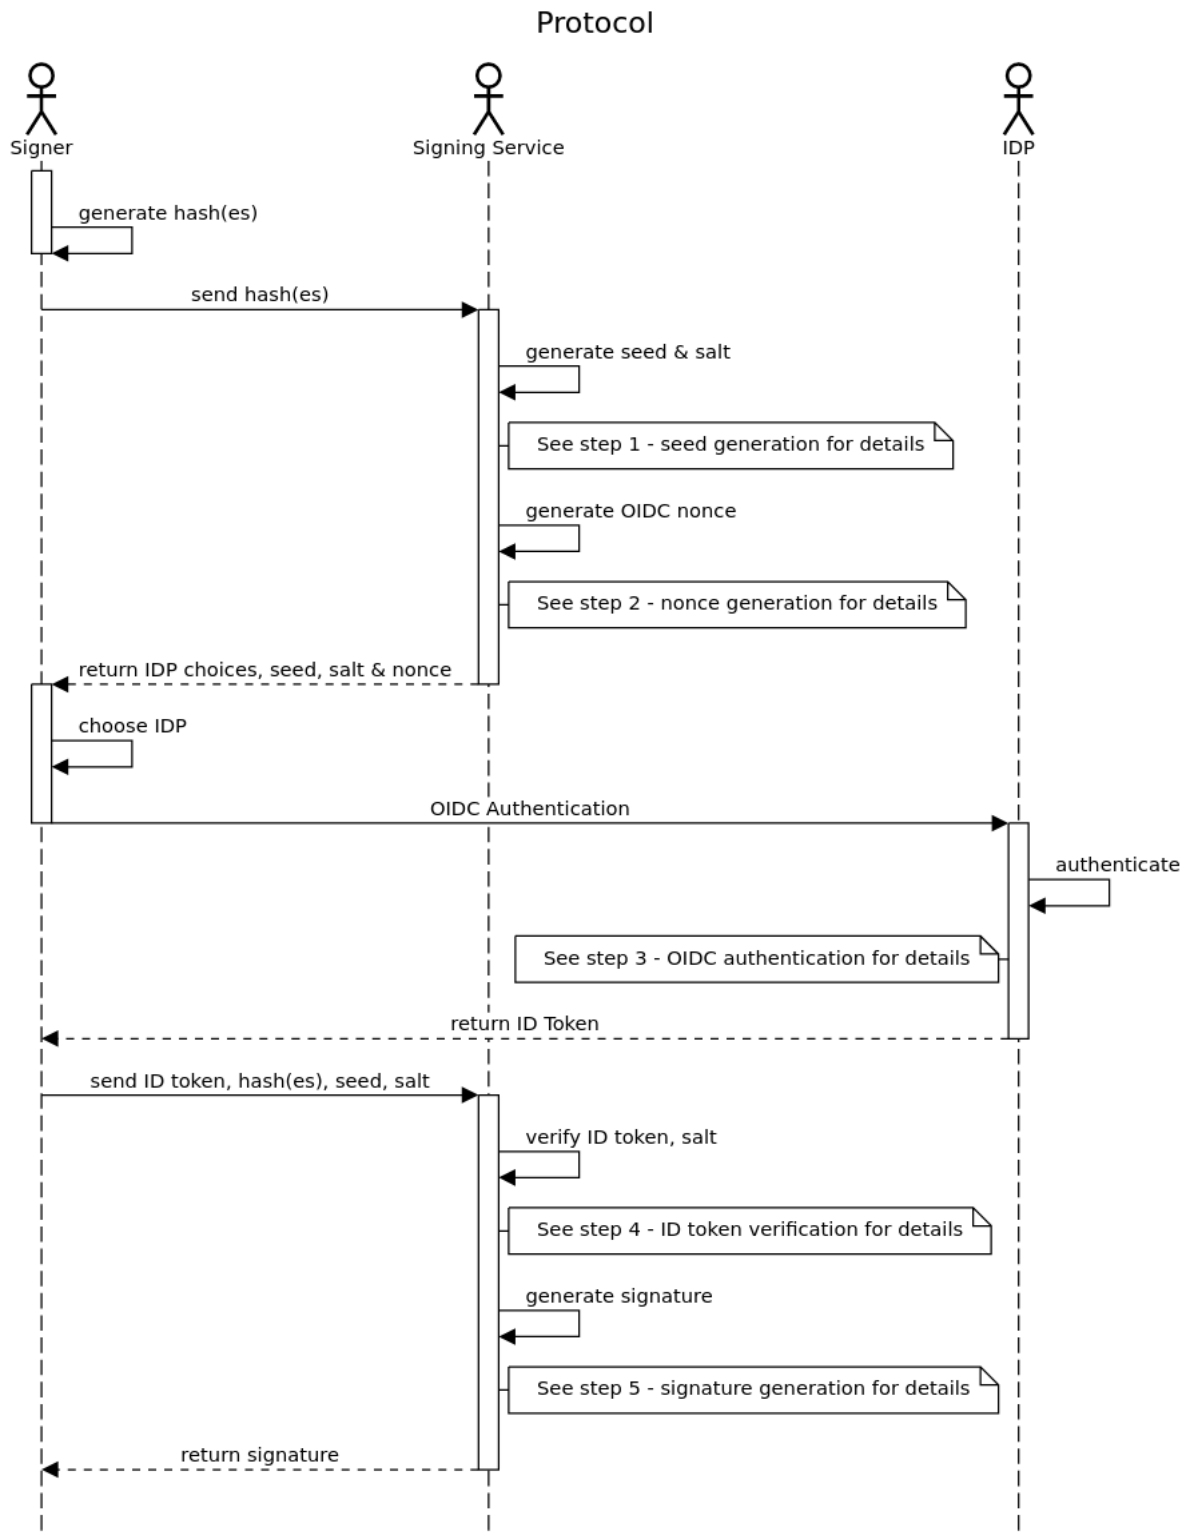 Protocol
Signer
Signing Service
IDP
generate hash(es)
send hash(es)
generate seed & salt
See step 1 - seed generation for details
generate OIDC nonce
See step 2 - nonce generation for details
return IDP choices, seed, salt & nonce
choose IDP
OIDC Authentication
authenticate
See step 3 - OIDC authentication for details
return ID Token
send ID token, hash(es), seed, salt
verify ID token, salt
See step 4 - ID token verification for details
generate signature
See step 5 - signature generation for details
return signature